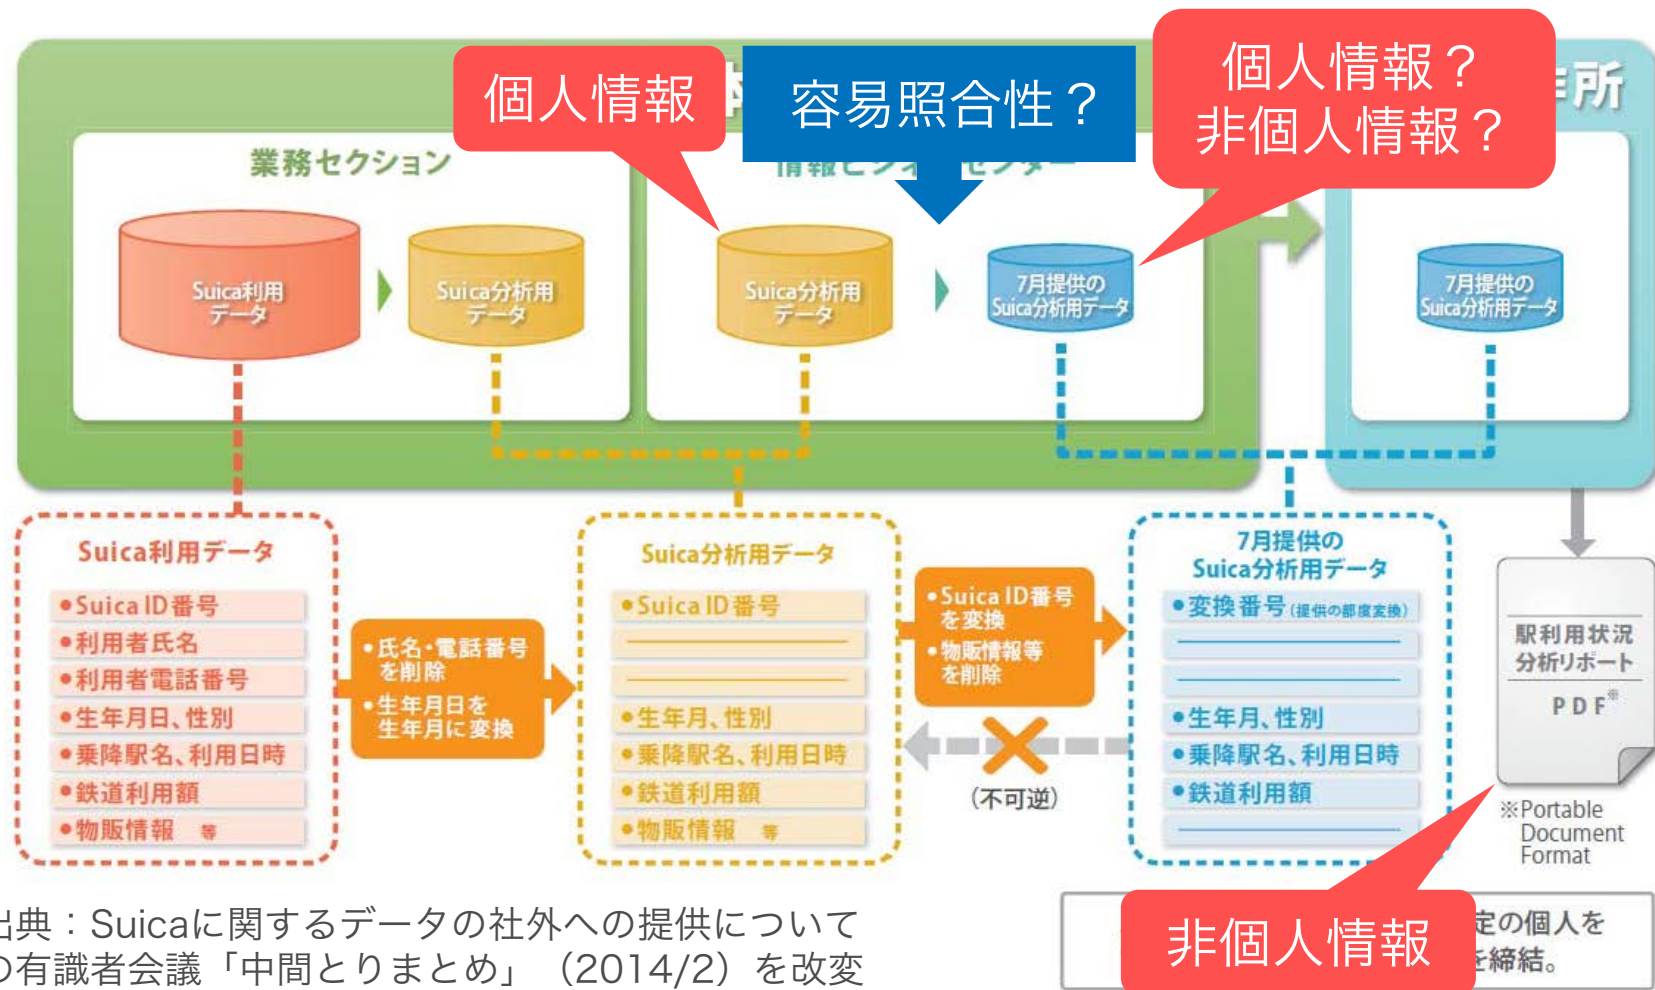 個人情報
容易照合性？
個人情報？
非個人情報？
所
業務セクション
Suica利用
データ
Suica分析用
データ
Suica分析用
データ
7月提供の
Suica分析用データ
7月提供の
Suica分析用データ
Suica利用データ
•Suica ID番号
•利用者氏名
•利用者電話番号
•生年月日、性別
•乗降駅名、利用日時
•鉄道利用額
•物販情報 等
•氏名・電話番号
を削除
•生年月日を
生年月に変換
Suica分析用データ
•Suica ID番号
•生年月、性別
•乗降駅名、利用日時
•鉄道利用額
•物販情報 等
•Suica ID番号
を変換
•物販情報等
を削除
（不可逆）
7月提供の
Suica分析用データ
•変換番号（提供の都度変換）
•生年月、性別
•乗降駅名、利用日時
•鉄道利用額
駅利用状況
分析リポート
PDF※
※Portable
Document
Format
非個人情報
定の個人を
を締結。
出典：Suicaに関するデータの社外への提供について
の有識者会議「中間とりまとめ」（2014/2）を改変